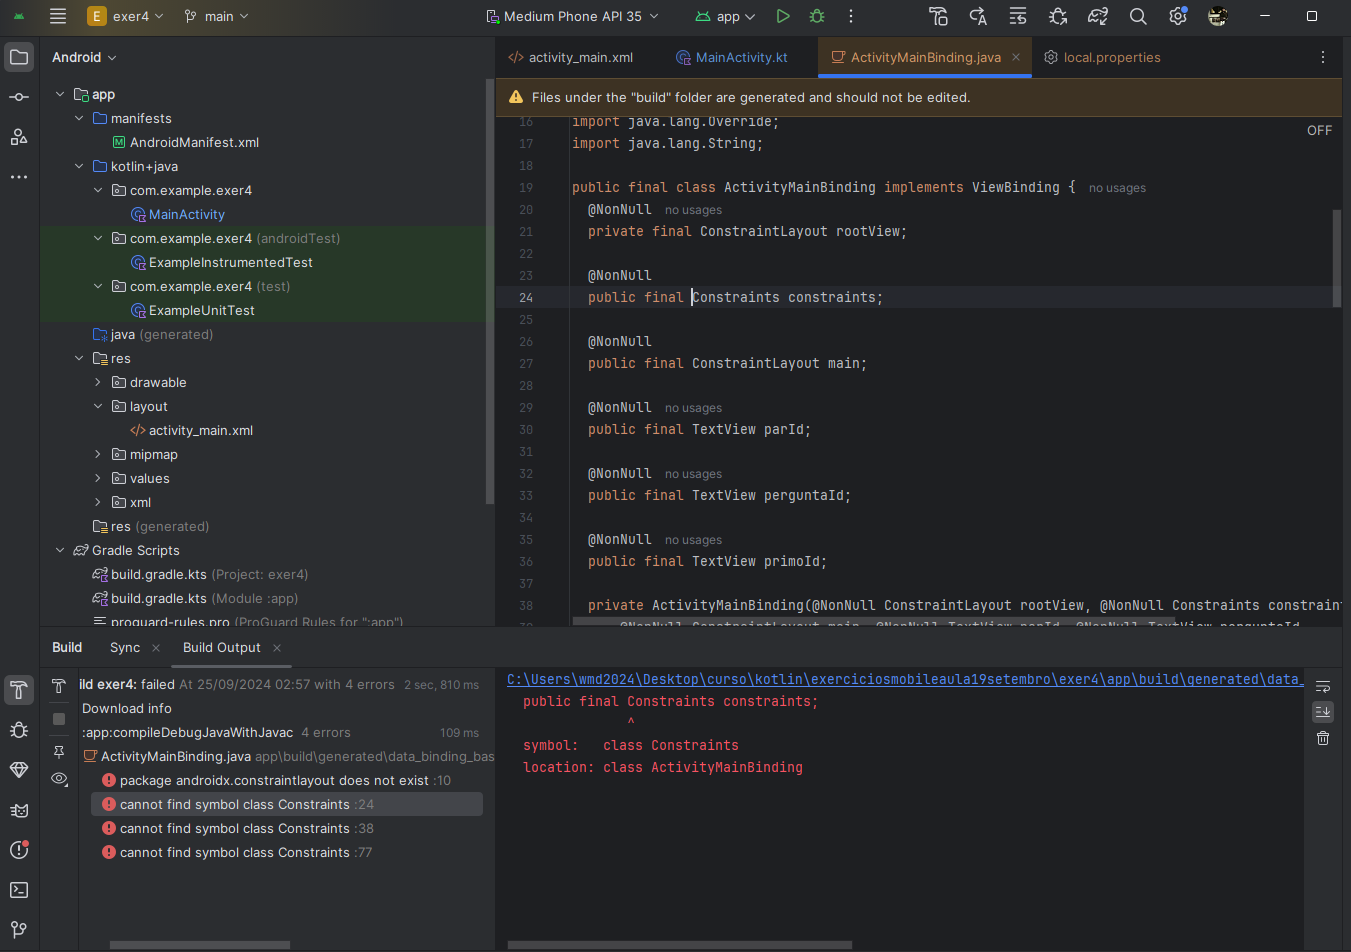 E exer4 main Medium Phone API 35 app
Android
activity_main.xml MainActivity.kt ActivityMainBinding.java local.properties
Files under the "build" folder are generated and should not be edited.
OFF
app
manifests
AndroidManifest.xml
kotlin+java
com.example.exer4
MainActivity
com.example.exer4 (androidTest)
ExampleInstrumentedTest
com.example.exer4 (test)
ExampleUnitTest
java (generated)
res
drawable
layout
activity_main.xml
mipmap
values
xml
res (generated)
Gradle Scripts
build.gradle.kts (Project: exer4)
build.gradle.kts (Module :app)
proguard-rules.pro (ProGuard Rules for ":app")
16 import java.lang.Override;
17 import java.lang.String;
18
19 public final class ActivityMainBinding implements ViewBinding { no usages
20 @NonNull no usages
21 private final ConstraintLayout rootView;
22
23 @NonNull
24 public final Constraints constraints;
25
26 @NonNull
27 public final ConstraintLayout main;
28
29 @NonNull no usages
30 public final TextView parId;
31
32 @NonNull no usages
33 public final TextView perguntaId;
34
35 @NonNull no usages
36 public final TextView primoId;
37
38 private ActivityMainBinding(@NonNull ConstraintLayout rootView, @NonNull Constraints constrain
39 @NonNull ConstraintLayout main, @NonNull TextView parId, @NonNull TextView perguntaId
Build Sync Build Output
ild exer4: failed At 25/09/2024 02:57 with 4 errors 2 sec, 810 ms
Download info
:app:compileDebugJavaWithJavac 4 errors 109 ms
ActivityMainBinding.java app\build\generated\data_binding_bas
package androidx.constraintlayout does not exist :10
cannot find symbol class Constraints :24
cannot find symbol class Constraints :38
cannot find symbol class Constraints :77
C:\Users\wmd2024\Desktop\curso\kotlin\exerciciosmobileaula19setembro\exer4\app\build\generated\data_
public final Constraints constraints;
^
symbol: class Constraints
location: class ActivityMainBinding